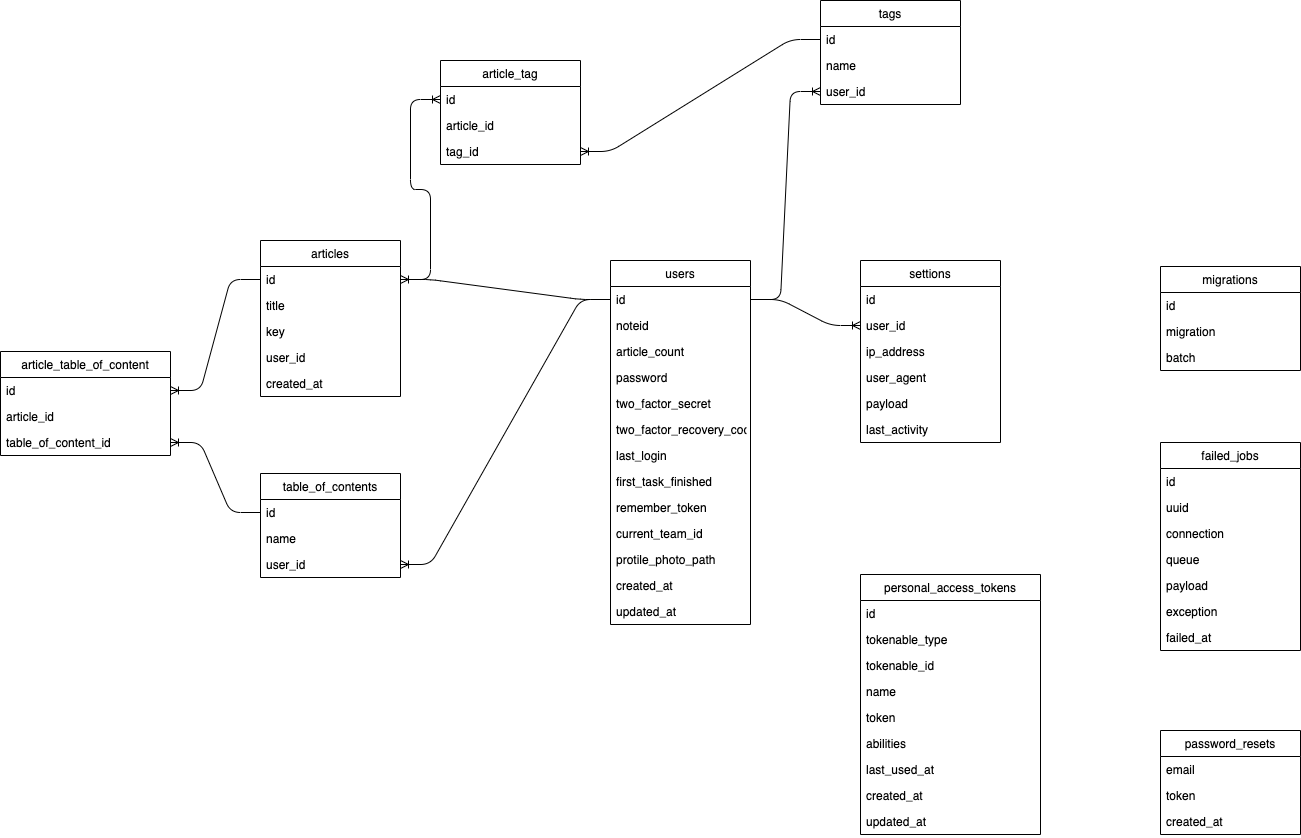 tags
id
name
user_id
article_tag
id
article_id
tag_id
articles
id
title
key
user_id
created_at
article_table_of_content
id
article_id
table_of_content_id
table_of_contents
id
name
user_id
users
id
noteid
article_count
password
two_factor_secret
two_factor_recovery_coc
last_login
first_task_finished
remember_token
current_team_id
protile_photo_path
created_at
updated_at
settions
id
user_id
ip_address
user_agent
payload
last_activity
personal_access_tokens
id
tokenable_type
tokenable_id
name
token
abilities
last_used_at
created_at
updated_at
migrations
id
migration
batch
failed_jobs
id
uuid
connection
queue
payload
exception
failed_at
password_resets
email
token
created_at